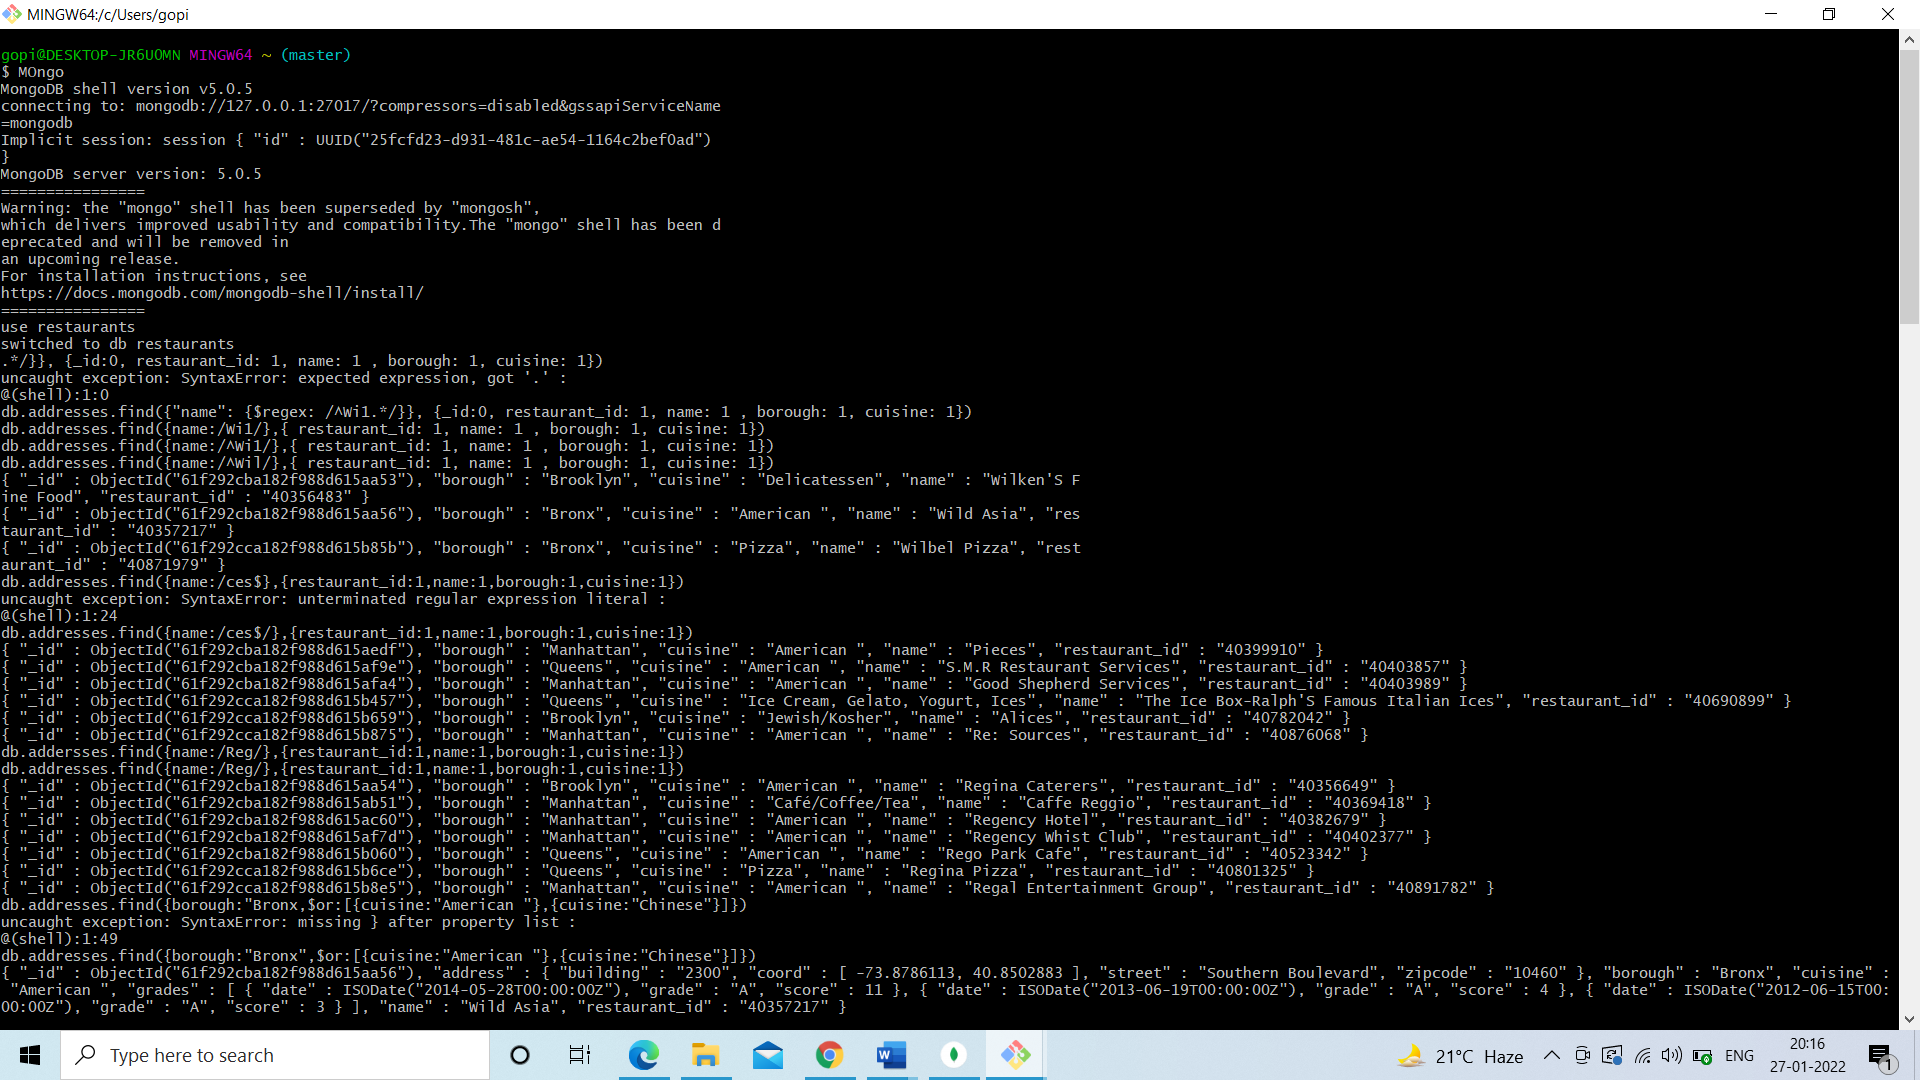 MINGW64:/c/Users/gopi
gopi@DESKTOP-JR6UOMN MINGW64 ~ (master)
$ MOngo
MongoDB shell version v5.0.5
connecting to: mongodb://127.0.0.1:27017/?compressors=disabled&gssapiServiceName
=mongodb
Implicit session: session { "id" : UUID("25fcfd23-d931-481c-ae54-1164c2bef0ad")
}
MongoDB server version: 5.0.5
================
Warning: the "mongo" shell has been superseded by "mongosh",
which delivers improved usability and compatibility.The "mongo" shell has been d
eprecated and will be removed in
an upcoming release.
For installation instructions, see
https://docs.mongodb.com/mongodb-shell/install/
================
use restaurants
switched to db restaurants
.*/}}, {_id:0, restaurant_id: 1, name: 1 , borough: 1, cuisine: 1})
uncaught exception: SyntaxError: expected expression, got '.' :
@(shell):1:0
db.addresses.find({"name": {$regex: /^Wi1.*/}}, {_id:0, restaurant_id: 1, name: 1 , borough: 1, cuisine: 1})
db.addresses.find({name:/Wi1/},{ restaurant_id: 1, name: 1 , borough: 1, cuisine: 1})
db.addresses.find({name:/^Wi1/},{ restaurant_id: 1, name: 1 , borough: 1, cuisine: 1})
db.addresses.find({name:/^Wil/},{ restaurant_id: 1, name: 1 , borough: 1, cuisine: 1})
{ "_id" : ObjectId("61f292cba182f988d615aa53"), "borough" : "Brooklyn", "cuisine" : "Delicatessen", "name" : "Wilken'S F
ine Food", "restaurant_id" : "40356483" }
{ "_id" : ObjectId("61f292cba182f988d615aa56"), "borough" : "Bronx", "cuisine" : "American ", "name" : "Wild Asia", "res
taurant_id" : "40357217" }
{ "_id" : ObjectId("61f292cca182f988d615b85b"), "borough" : "Bronx", "cuisine" : "Pizza", "name" : "Wilbel Pizza", "rest
aurant_id" : "40871979" }
db.addresses.find({name:/ces$},{restaurant_id:1,name:1,borough:1,cuisine:1})
uncaught exception: SyntaxError: unterminated regular expression literal :
@(shell):1:24
db.addresses.find({name:/ces$/},{restaurant_id:1,name:1,borough:1,cuisine:1})
{ "_id" : ObjectId("61f292cba182f988d615aedf"), "borough" : "Manhattan", "cuisine" : "American ", "name" : "Pieces", "restaurant_id" : "40399910" }
{ "_id" : ObjectId("61f292cba182f988d615af9e"), "borough" : "Queens", "cuisine" : "American ", "name" : "S.M.R Restaurant Services", "restaurant_id" : "40403857" }
{ "_id" : ObjectId("61f292cba182f988d615afa4"), "borough" : "Manhattan", "cuisine" : "American ", "name" : "Good Shepherd Services", "restaurant_id" : "40403989" }
{ "_id" : ObjectId("61f292cca182f988d615b457"), "borough" : "Queens", "cuisine" : "Ice Cream, Gelato, Yogurt, Ices", "name" : "The Ice Box-Ralph'S Famous Italian Ices", "restaurant_id" : "40690899" }
{ "_id" : ObjectId("61f292cca182f988d615b659"), "borough" : "Brooklyn", "cuisine" : "Jewish/Kosher", "name" : "Alices", "restaurant_id" : "40782042" }
{ "_id" : ObjectId("61f292cca182f988d615b875"), "borough" : "Manhattan", "cuisine" : "American ", "name" : "Re: Sources", "restaurant_id" : "40876068" }
db.addersses.find({name:/Reg/},{restaurant_id:1,name:1,borough:1,cuisine:1})
db.addresses.find({name:/Reg/},{restaurant_id:1,name:1,borough:1,cuisine:1})
{ "_id" : ObjectId("61f292cba182f988d615aa54"), "borough" : "Brooklyn", "cuisine" : "American ", "name" : "Regina Caterers", "restaurant_id" : "40356649" }
{ "_id" : ObjectId("61f292cba182f988d615ab51"), "borough" : "Manhattan", "cuisine" : "Café/Coffee/Tea", "name" : "Caffe Reggio", "restaurant_id" : "40369418" }
{ "_id" : ObjectId("61f292cba182f988d615ac60"), "borough" : "Manhattan", "cuisine" : "American ", "name" : "Regency Hotel", "restaurant_id" : "40382679" }
{ "_id" : ObjectId("61f292cba182f988d615af7d"), "borough" : "Manhattan", "cuisine" : "American ", "name" : "Regency Whist Club", "restaurant_id" : "40402377" }
{ "_id" : ObjectId("61f292cba182f988d615b060"), "borough" : "Queens", "cuisine" : "American ", "name" : "Rego Park Cafe", "restaurant_id" : "40523342" }
{ "_id" : ObjectId("61f292cca182f988d615b6ce"), "borough" : "Queens", "cuisine" : "Pizza", "name" : "Regina Pizza", "restaurant_id" : "40801325" }
{ "_id" : ObjectId("61f292cca182f988d615b8e5"), "borough" : "Manhattan", "cuisine" : "American ", "name" : "Regal Entertainment Group", "restaurant_id" : "40891782" }
db.addresses.find({borough:"Bronx,$or:[{cuisine:"American "},{cuisine:"Chinese"}]})
uncaught exception: SyntaxError: missing } after property list :
@(shell):1:49
db.addresses.find({borough:"Bronx",$or:[{cuisine:"American "},{cuisine:"Chinese"}]})
{ "_id" : ObjectId("61f292cba182f988d615aa56"), "address" : { "building" : "2300", "coord" : [ -73.8786113, 40.8502883 ], "street" : "Southern Boulevard", "zipcode" : "10460" }, "borough" : "Bronx", "cuisine" :
"American ", "grades" : [ { "date" : ISODate("2014-05-28T00:00:00Z"), "grade" : "A", "score" : 11 }, { "date" : ISODate("2013-06-19T00:00:00Z"), "grade" : "A", "score" : 4 }, { "date" : ISODate("2012-06-15T00:
00:00Z"), "grade" : "A", "score" : 3 } ], "name" : "Wild Asia", "restaurant_id" : "40357217" }
Type here to search
W
21°C Haze
ENG
20:16
27-01-2022
1